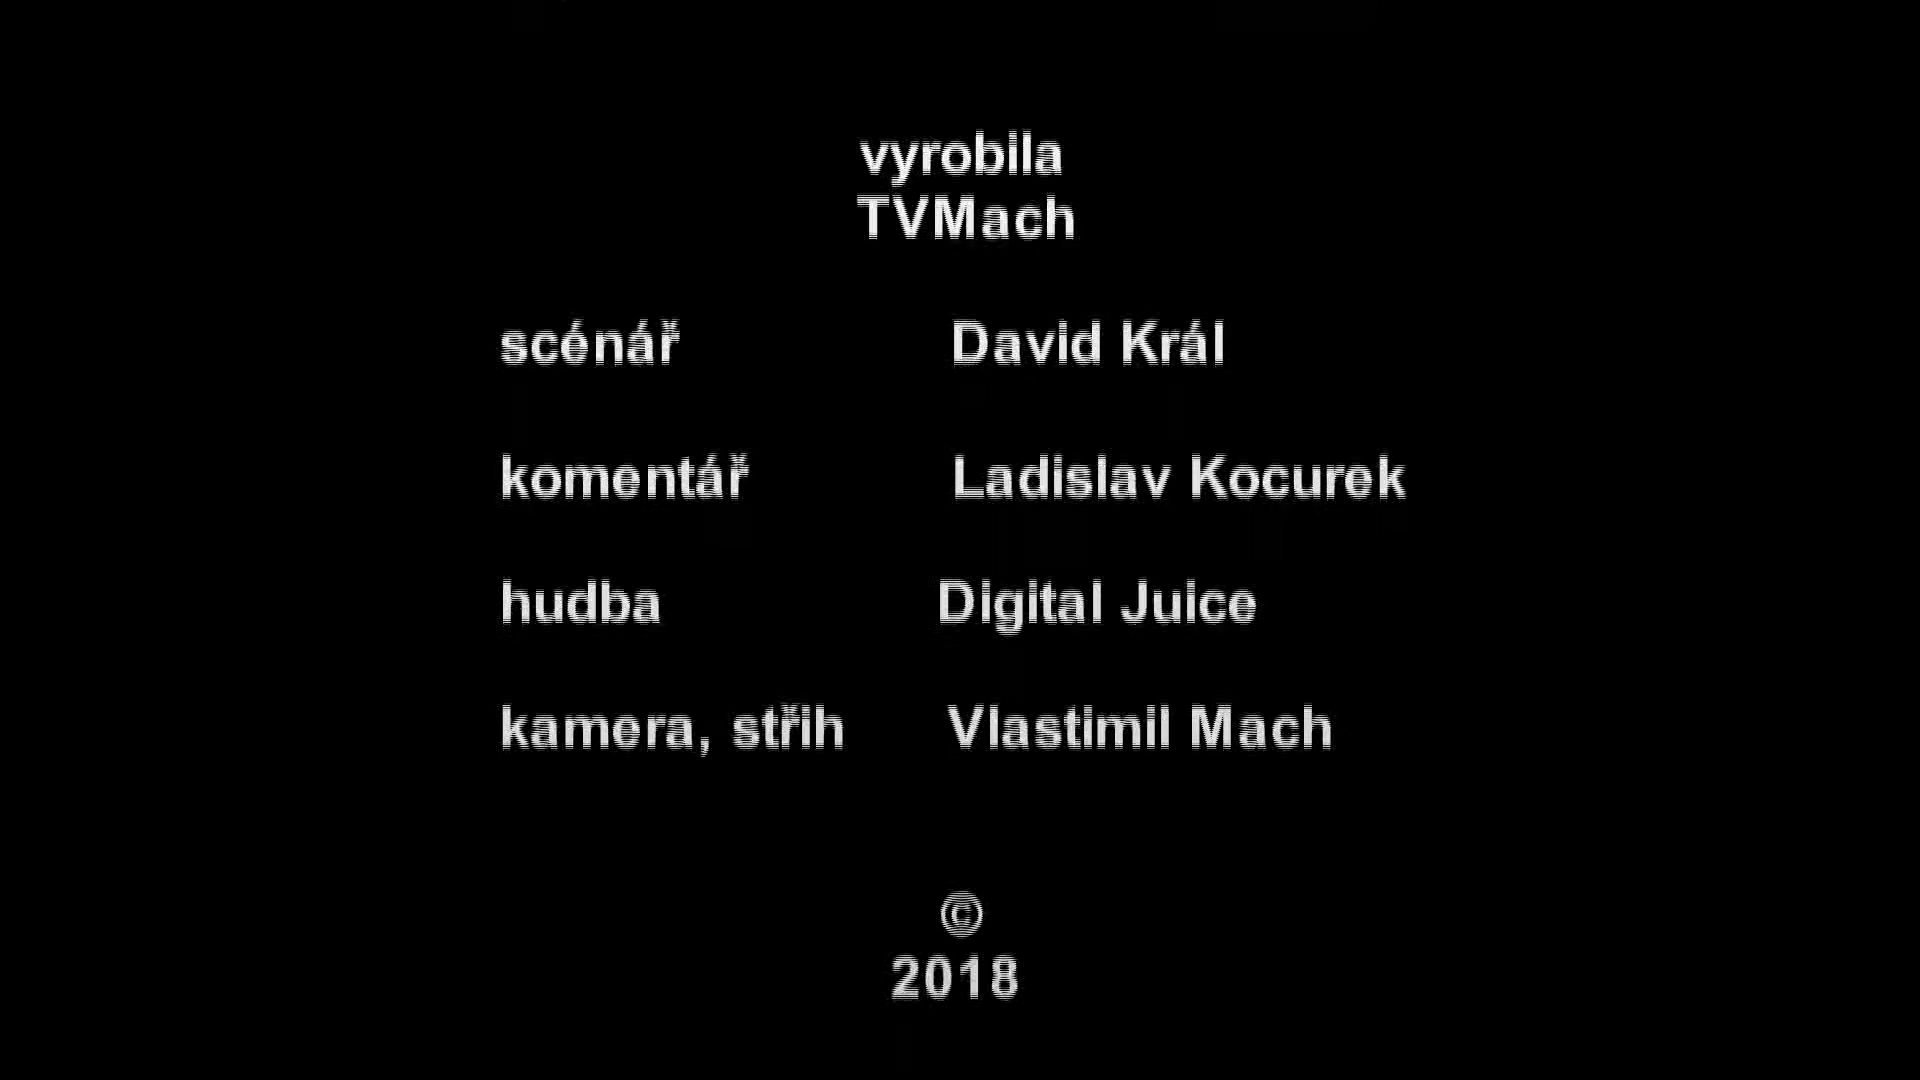 vyrobila
TVMach
scénář David Král
komentář Ladislav Kocurek
hudba Digital Juice
kamera, střih Vlastimil Mach
©
2018